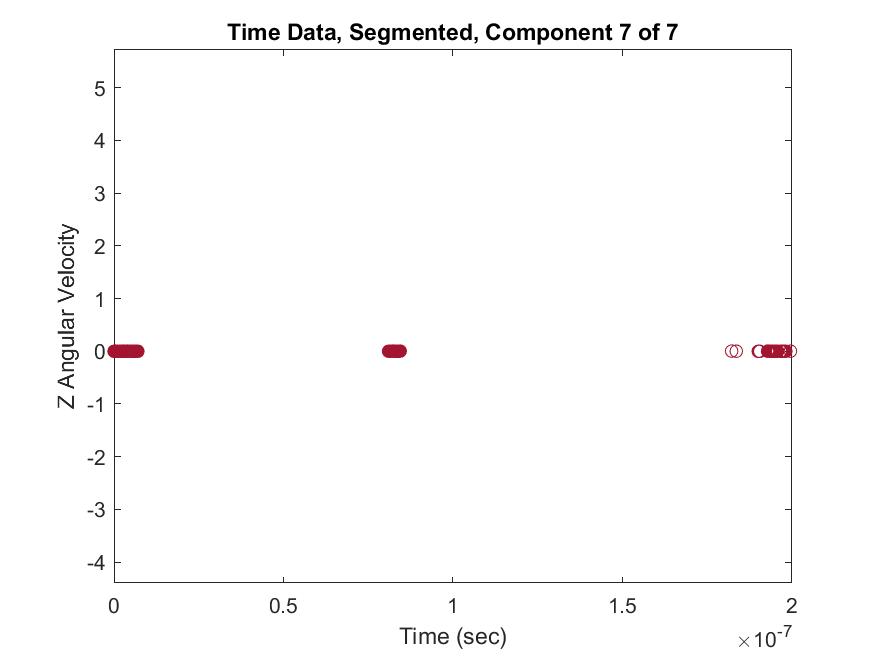 Time Data, Segmented, Component 7 of 7
Z Angular Velocity
5
4
3
2
1
0
-1
-2
-3
-4
0 0.5 1 1.5 2
Time (sec)
×10-7